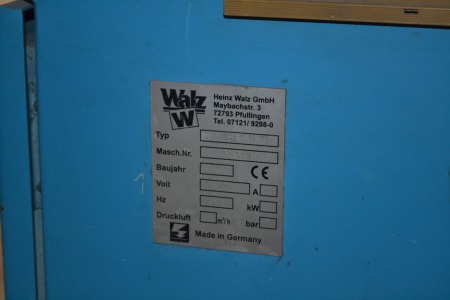 Walz
W
Heinz Walz GmbH
Maybachstr. 3
72793 Pfullingen
Tel. 07121/ 9298-0
Typ
Masch.Nr.
Baujahr CE
Volt A
Hz kW
Druckluft m³/h bar
Made in Germany